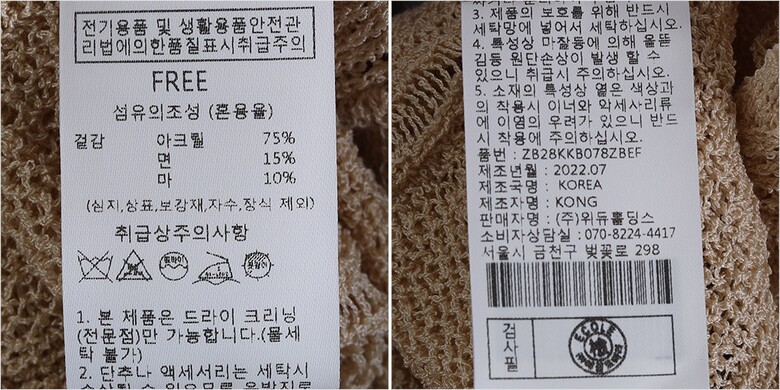 전기용품 및 생활용품안전관
리법에의한품질표시취급주의
FREE
섬유의조성 (혼용율)
겉감 아크릴 75%
면 15%
마 10%
(심지,상표,보강재,자수,장식 제외)
취급상주의사항
1. 본 제품은 드라이 크리닝
(전문점)만 가능합니다.(물세
탁 불가)
2. 단추나 액세서리는 세탁시
3. 제품의 보호를 위해 반드시
세탁망에 넣어서 세탁하십시오.
4. 특성상 마찰등에 의해 올뜯
김등 원단손상이 발생 할 수
있으니 취급시 주의하십시오.
5. 소재의 특성상 옅은 색상과
의 착용시 이너와 악세사리류
에 이염의 우려가 있으니 반드
시 착용에 주의하십시오.
품번 : ZB28KKB078ZBEF
제조년월 : 2022.07
제조국명 : KOREA
제조자명 : KONG
판매자명 : (주)위듀홀딩스
소비자상담실 : 070-8224-4417
서울시 금천구 벚꽃로 298
검사필
ECOLE